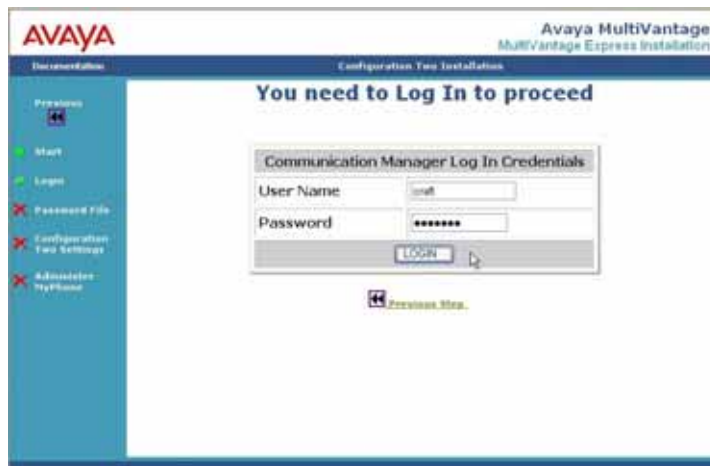 AVAYA
Avaya MultiVantage
MultiVantage Express Installation
Documentation
Configuration Two Installation
Previous
You need to Log In to proceed
Start
Login
Password File
Configuration Two Settings
Administer MyPhone
Communication Manager Log In Credentials
User Name
craft
Password
•••••••
LOGIN
Previous Step